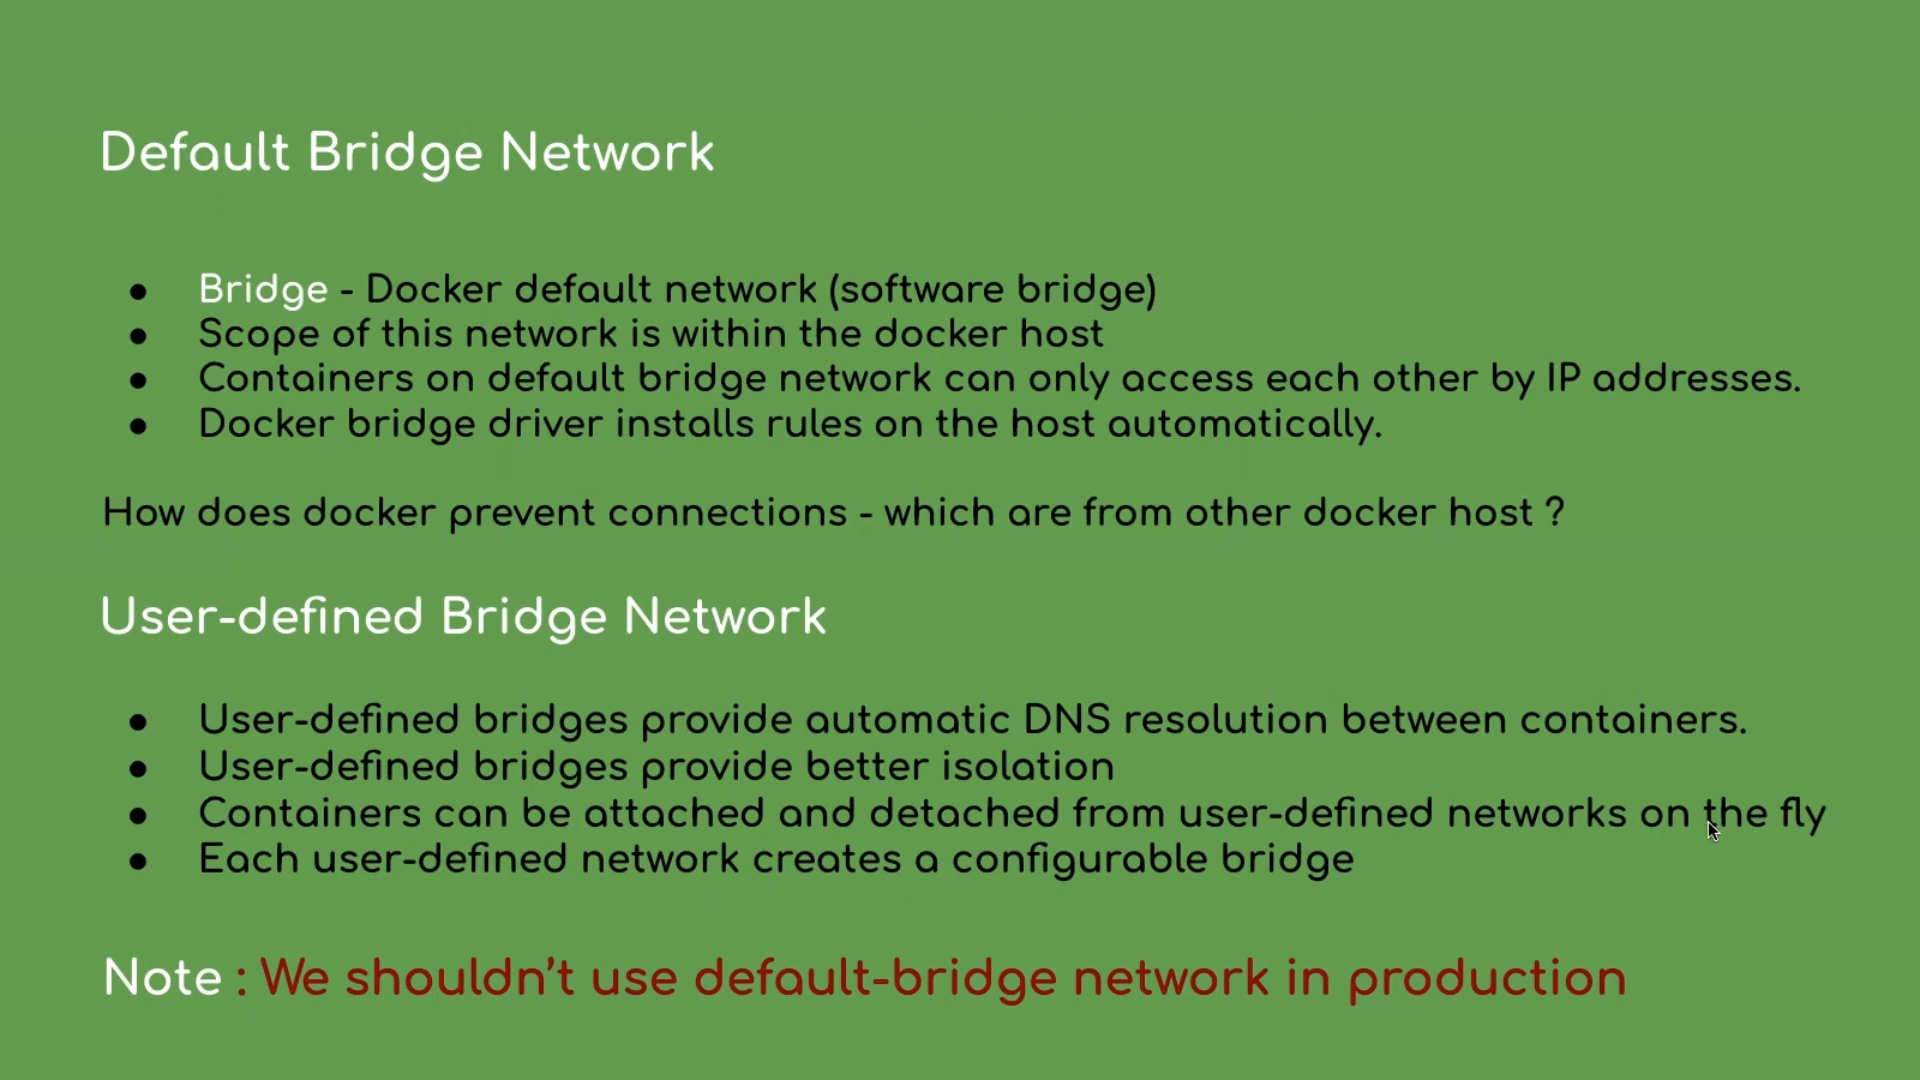 Default Bridge Network
● Bridge - Docker default network (software bridge)
● Scope of this network is within the docker host
● Containers on default bridge network can only access each other by IP addresses.
● Docker bridge driver installs rules on the host automatically.
How does docker prevent connections - which are from other docker host ?
User-defined Bridge Network
● User-defined bridges provide automatic DNS resolution between containers.
● User-defined bridges provide better isolation
● Containers can be attached and detached from user-defined networks on the fly
● Each user-defined network creates a configurable bridge
Note : We shouldn’t use default-bridge network in production